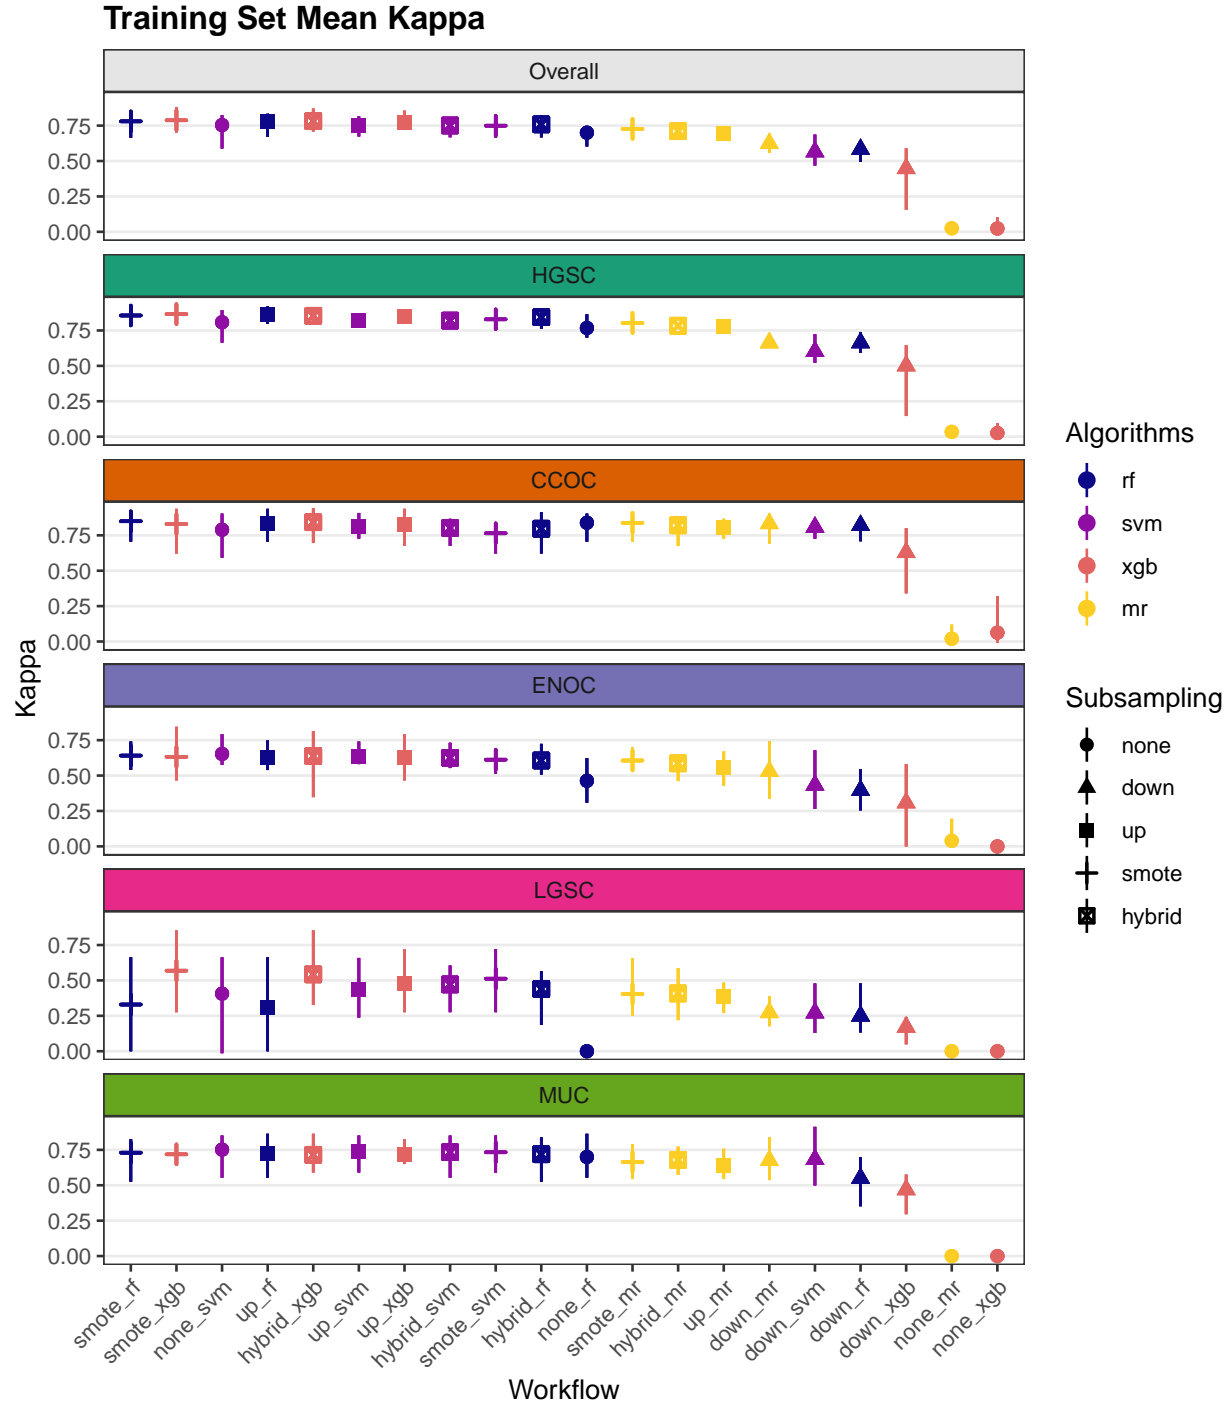 Training Set Mean Kappa
Overall
0.75
0.50
0.25
0.00
HGSC
0.75
0.50
0.25
0.00
CCOC
0.75
0.50
0.25
0.00
ENOC
0.75
0.50
0.25
0.00
LGSC
0.75
0.50
0.25
0.00
MUC
0.75
0.50
0.25
0.00
Kappa
smote_rf
smote_xgb
none_svm
up_rf
hybrid_xgb
up_svm
up_xgb
hybrid_svm
smote_svm
hybrid_rf
none_rf
smote_mr
hybrid_mr
up_mr
down_mr
down_svm
down_rf
down_xgb
none_mr
none_xgb
Workflow
Algorithms
rf
svm
xgb
mr
Subsampling
none
down
up
smote
hybrid